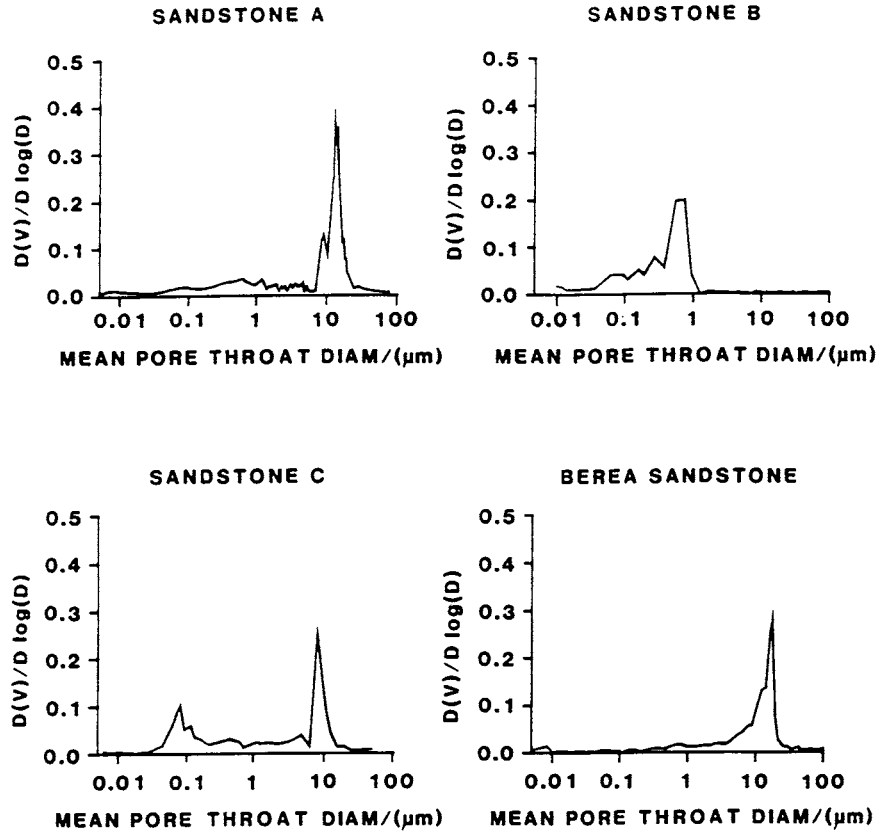 SANDSTONE A
D(V)/D log(D)
0.5
0.4
0.3
0.2
0.1
0.0
0.01 0.1 1 10 100
MEAN PORE THROAT DIAM/(µm)
SANDSTONE B
D(V)/D log(D)
0.5
0.4
0.3
0.2
0.1
0.0
0.01 0.1 1 10 100
MEAN PORE THROAT DIAM/(µm)
SANDSTONE C
D(V)/D log(D)
0.5
0.4
0.3
0.2
0.1
0.0
0.01 0.1 1 10 100
MEAN PORE THROAT DIAM/(µm)
BEREA SANDSTONE
D(V)/D log(D)
0.5
0.4
0.3
0.2
0.1
0.0
0.01 0.1 1 10 100
MEAN PORE THROAT DIAM/(µm)